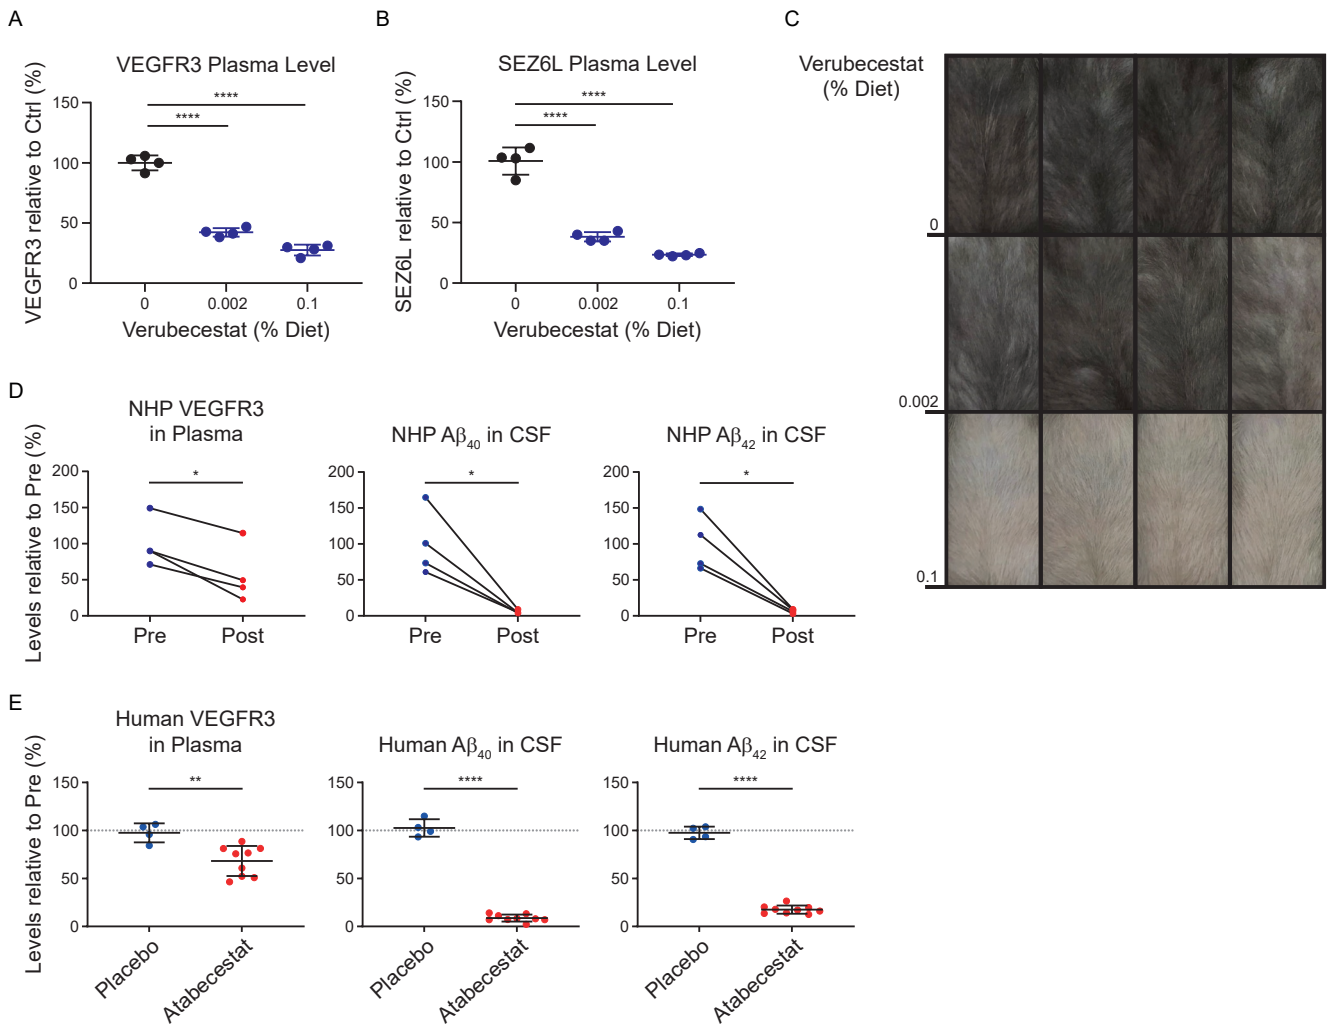 A
VEGFR3 Plasma Level
VEGFR3 relative to Ctrl (%)
150
100
50
0
****
****
0
0.002
0.1
Verubecestat (% Diet)
B
SEZ6L Plasma Level
SEZ6L relative to Ctrl (%)
150
100
50
0
****
****
0
0.002
0.1
Verubecestat (% Diet)
C
Verubecestat
(% Diet)
0
0.002
0.1
D
Levels relative to Pre (%)
NHP VEGFR3
in Plasma
200
150
100
50
0
*
Pre
Post
NHP Aβ40 in CSF
200
150
100
50
0
*
Pre
Post
NHP Aβ42 in CSF
200
150
100
50
0
*
Pre
Post
E
Levels relative to Pre (%)
Human VEGFR3
in Plasma
150
100
50
0
**
Placebo
Atabecestat
Human Aβ40 in CSF
150
100
50
0
****
Placebo
Atabecestat
Human Aβ42 in CSF
150
100
50
0
****
Placebo
Atabecestat